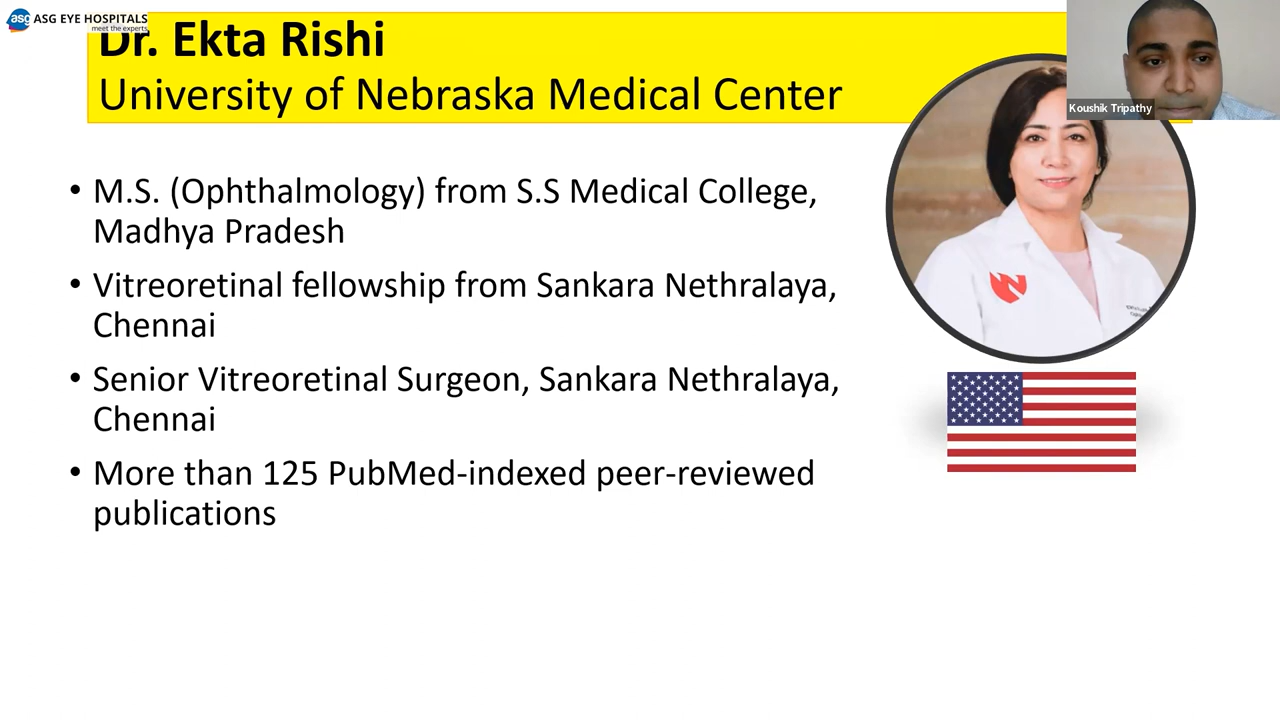 ASG EYE HOSPITALS
meet the experts
asg
Dr. Ekta Rishi
University of Nebraska Medical Center
Koushik Tripathy
• M.S. (Ophthalmology) from S.S Medical College,
Madhya Pradesh
• Vitreoretinal fellowship from Sankara Nethralaya,
Chennai
• Senior Vitreoretinal Surgeon, Sankara Nethralaya,
Chennai
• More than 125 PubMed-indexed peer-reviewed
publications
N